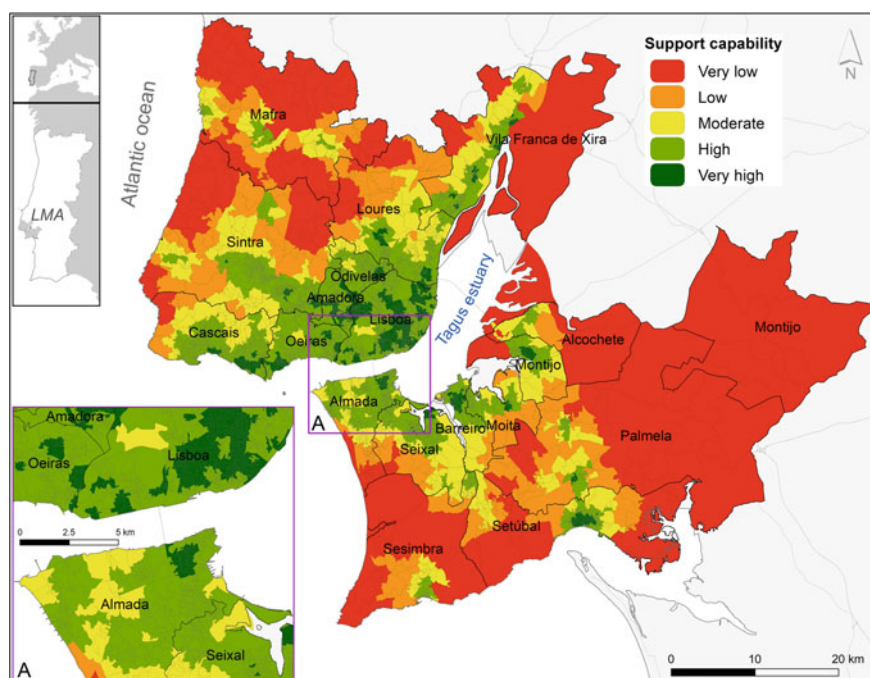 Support capability
Very low
Low
Moderate
High
Very high
N
Atlantic ocean
LMA
Mafra
Vila Franca de Xira
Loures
Sintra
Odivelas
Amadora
Lisboa
Cascais
Oeiras
Tagus estuary
Alcochete
Montijo
Montijo
Almada
A
Barreiro
Moita
Seixal
Palmela
Setúbal
Sesimbra
Amadora
Oeiras
Lisboa
0 2.5 5 km
Almada
Seixal
A
0 10 20 km